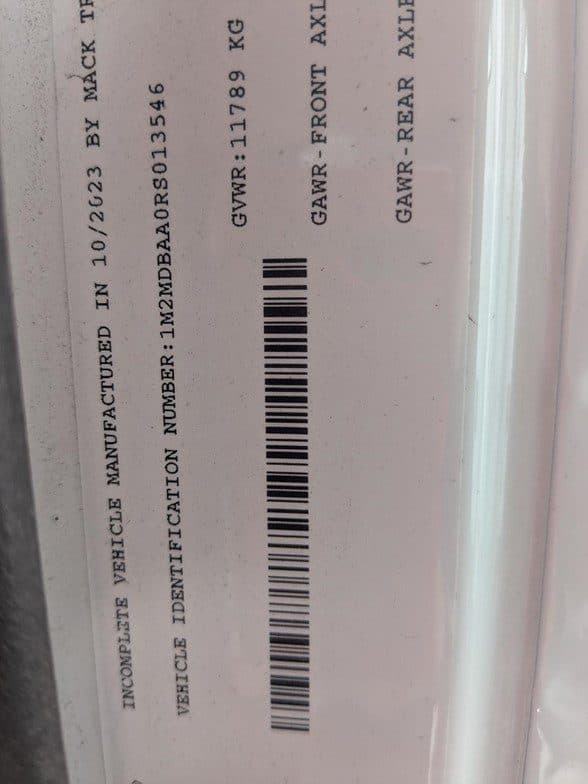 INCOMPLETE VEHICLE MANUFACTURED IN 10/2023 BY MACK TR
VEHICLE IDENTIFICATION NUMBER:1M2MDBAA0RS013546
GVWR:11789 KG
GAWR-FRONT AXL
GAWR-REAR AXLE